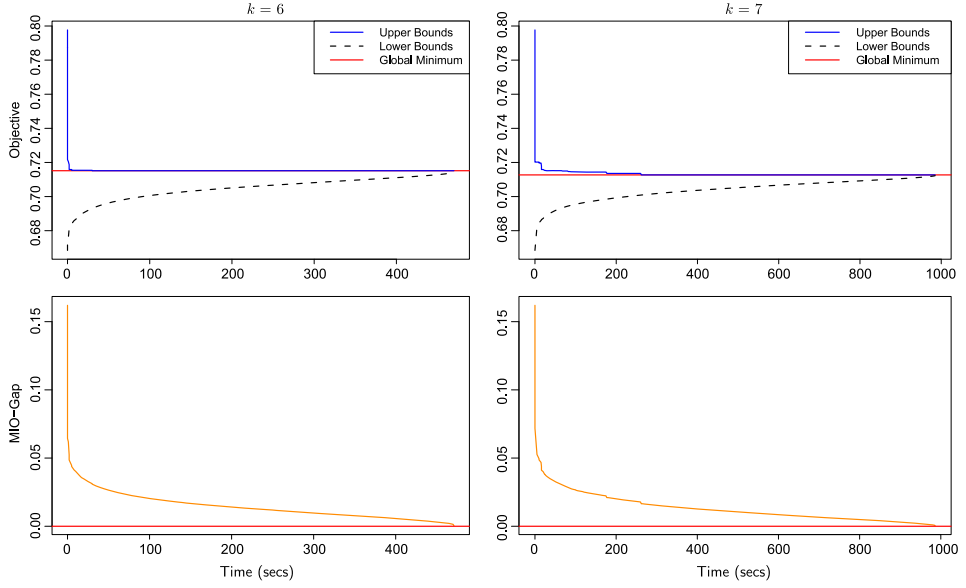 k = 6
Objective
0.68 0.70 0.72 0.74 0.76 0.78 0.80
Upper Bounds
Lower Bounds
Global Minimum
0 100 200 300 400
k = 7
0.68 0.70 0.72 0.74 0.76 0.78 0.80
Upper Bounds
Lower Bounds
Global Minimum
0 200 400 600 800 1000
MIO−Gap
0.00 0.05 0.10 0.15
0 100 200 300 400
Time (secs)
0.00 0.05 0.10 0.15
0 200 400 600 800 1000
Time (secs)